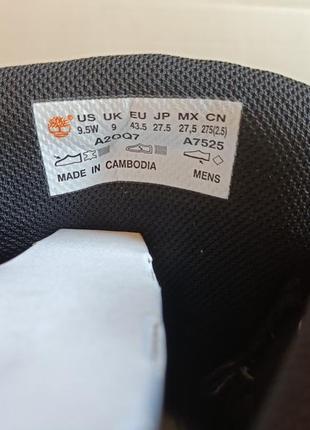 US UK EU JP MX CN
9.5W 9 43.5 27.5 27,5 275(2.5)
A2QQ7 A7525
MADE IN CAMBODIA MENS